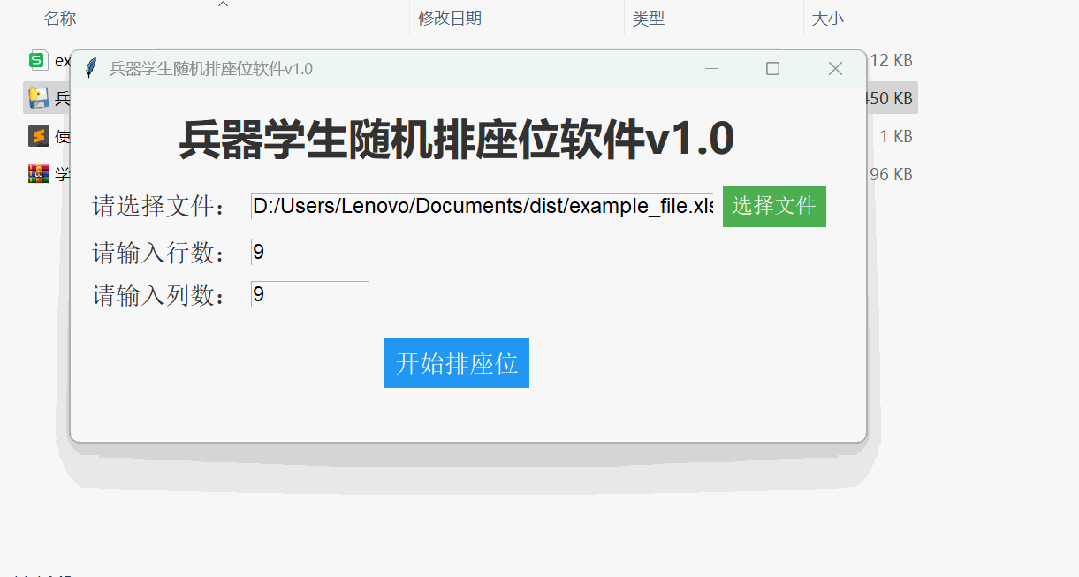 名称 修改日期 类型 大小
ex 12 KB
兵器学生随机排座位软件v1.0
兵 450 KB
兵器学生随机排座位软件v1.0
使 1 KB
学 96 KB
请选择文件： D:/Users/Lenovo/Documents/dist/example_file.xls 选择文件
请输入行数： 9
请输入列数： 9
开始排座位